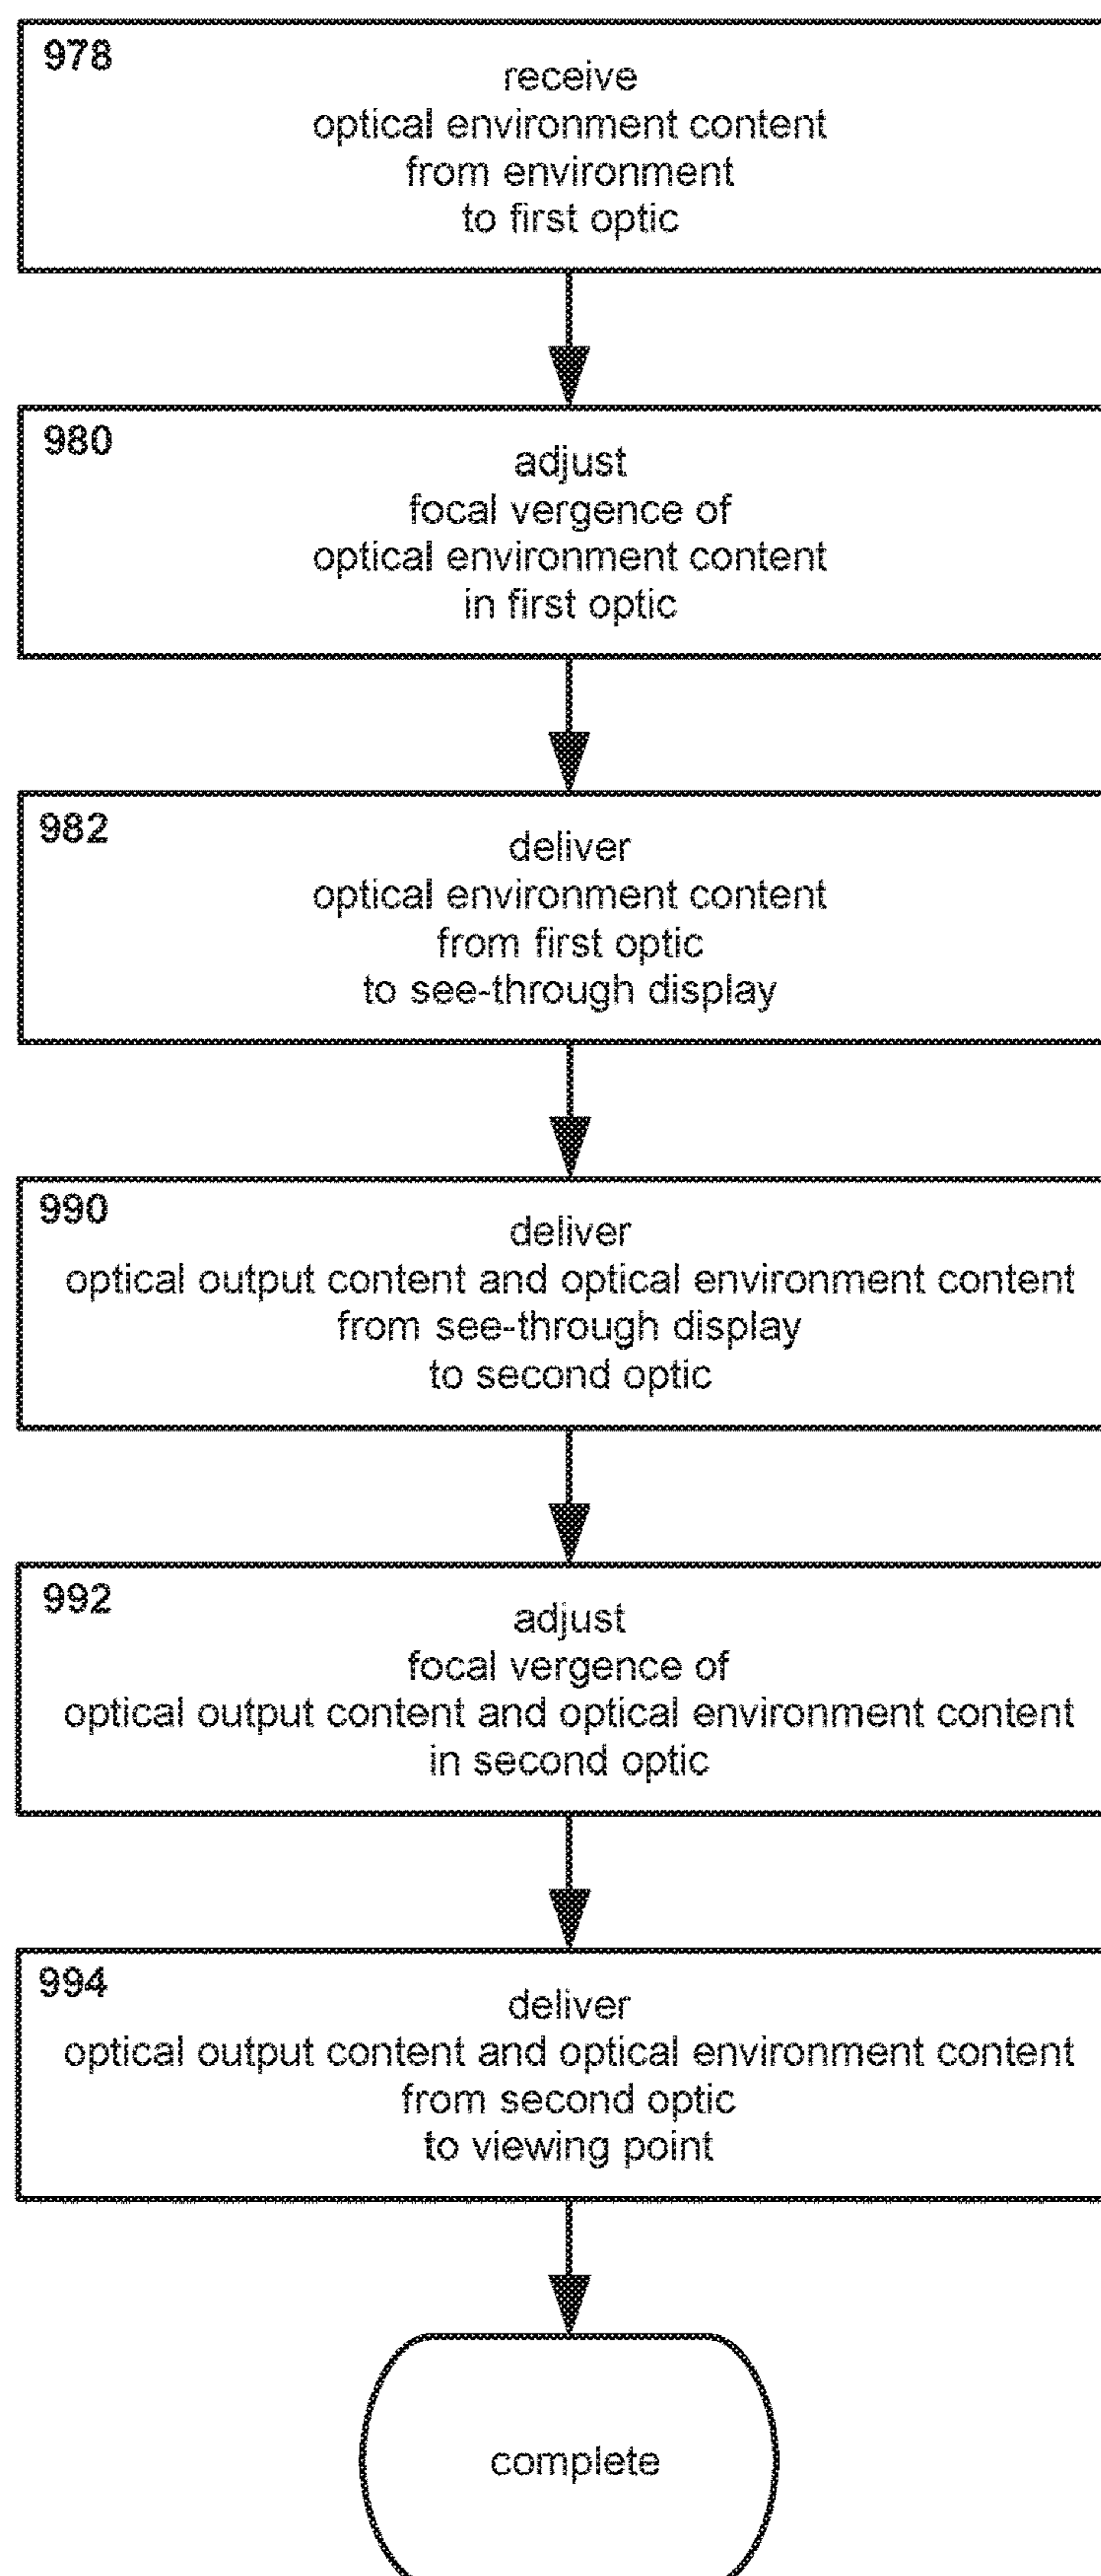 978
receive
optical environment content
from environment
to first optic
980
adjust
focal vergence of
optical environment content
in first optic
982
deliver
optical environment content
from first optic
to see-through display
990
deliver
optical output content and optical environment content
from see-through display
to second optic
992
adjust
focal vergence of
optical output content and optical environment content
in second optic
994
deliver
optical output content and optical environment content
from second optic
to viewing point
complete